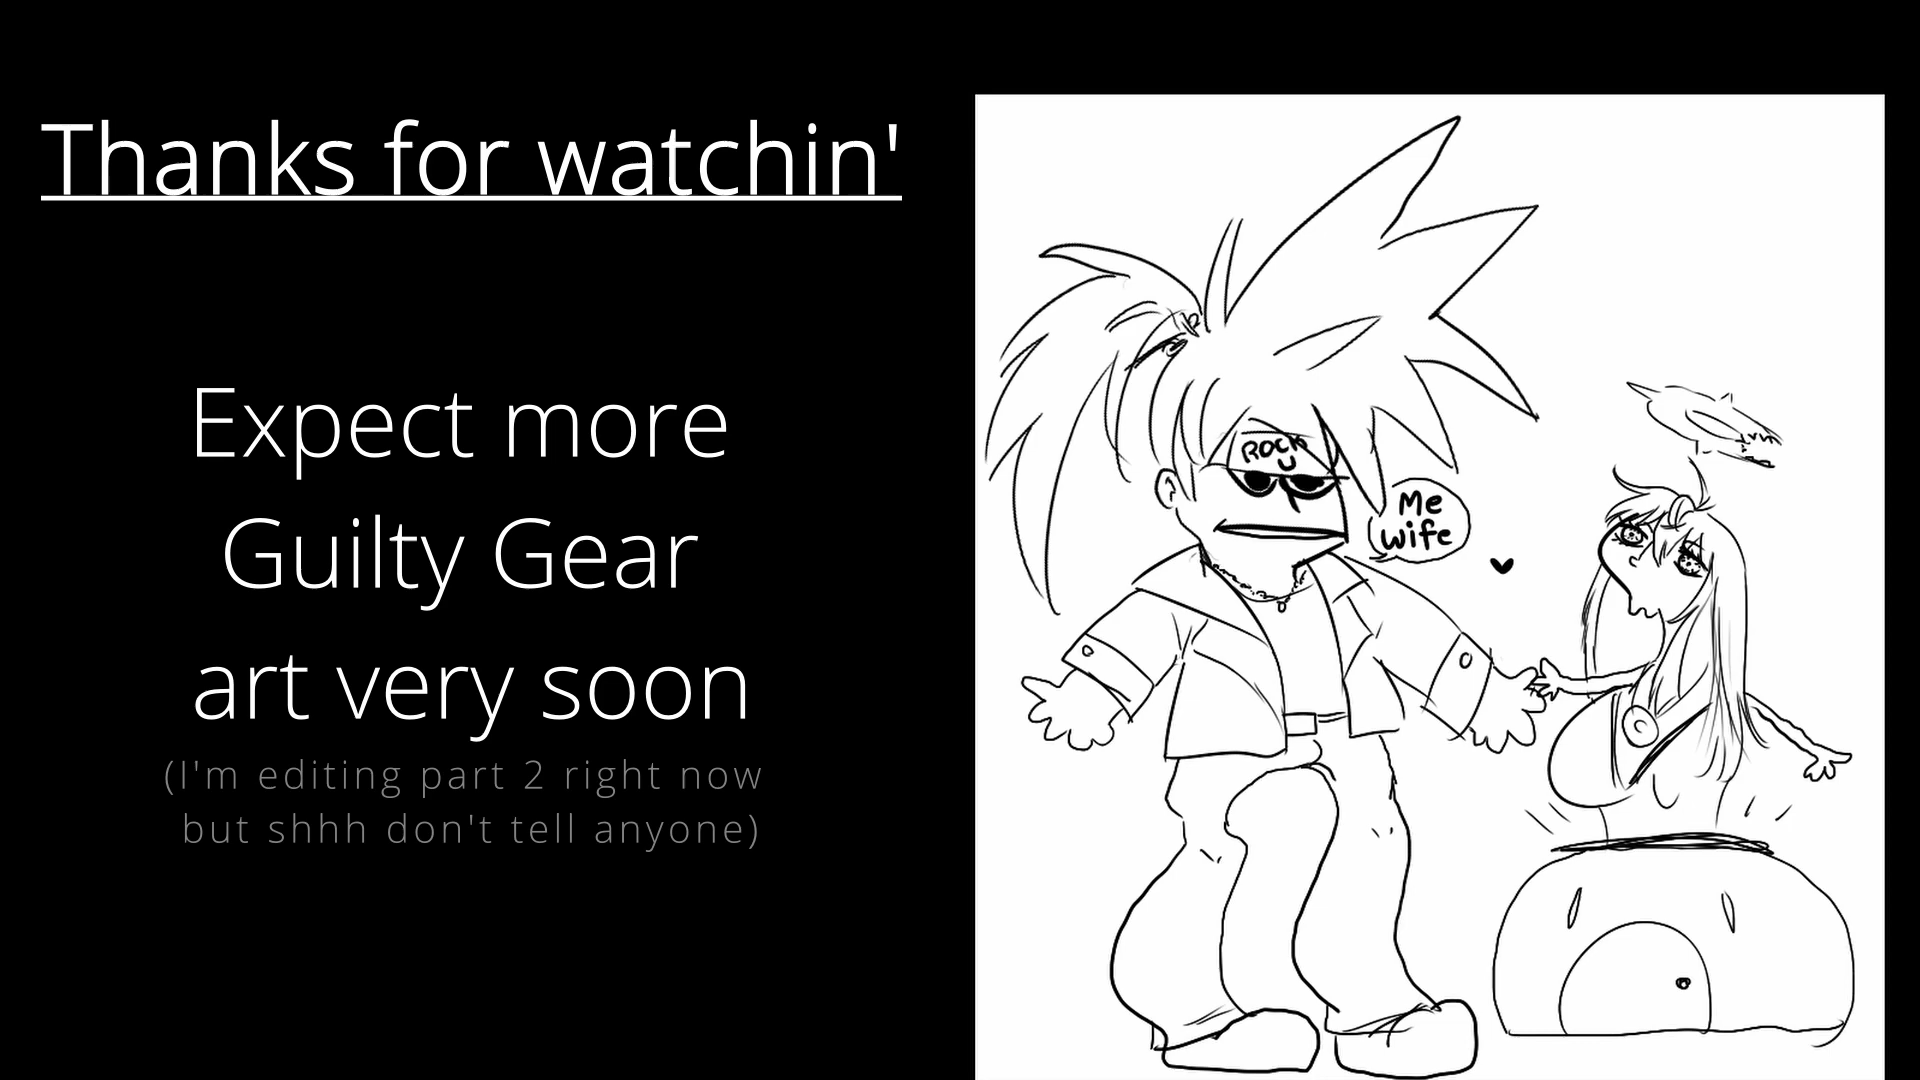 Thanks for watchin'
Expect more
Guilty Gear
art very soon
(I'm editing part 2 right now
but shhh don't tell anyone)
ROCK
U
Me
wife